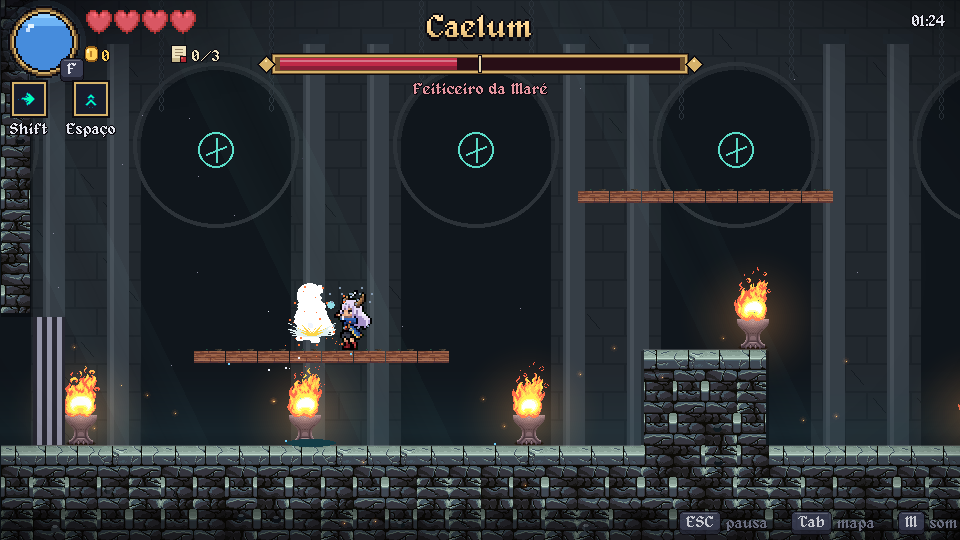 Caelum
01:24
0
0/3
F
Feiticeiro da Maré
Shift
Espaço
ESC pausa
Tab mapa
M som